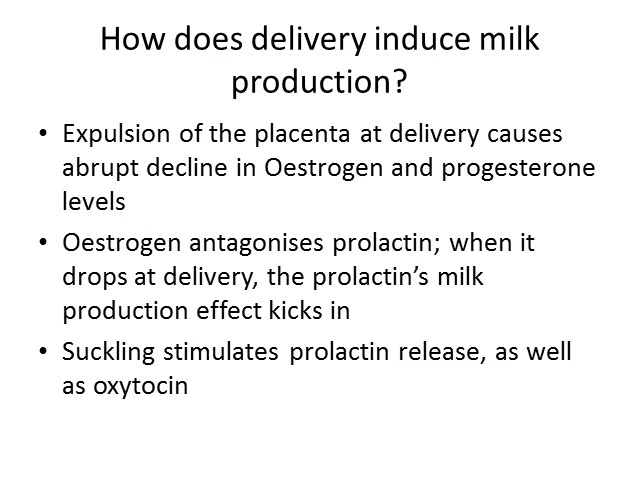 How does delivery induce milk
production?
• Expulsion of the placenta at delivery causes
abrupt decline in Oestrogen and progesterone
levels
• Oestrogen antagonises prolactin; when it
drops at delivery, the prolactin’s milk
production effect kicks in
• Suckling stimulates prolactin release, as well
as oxytocin